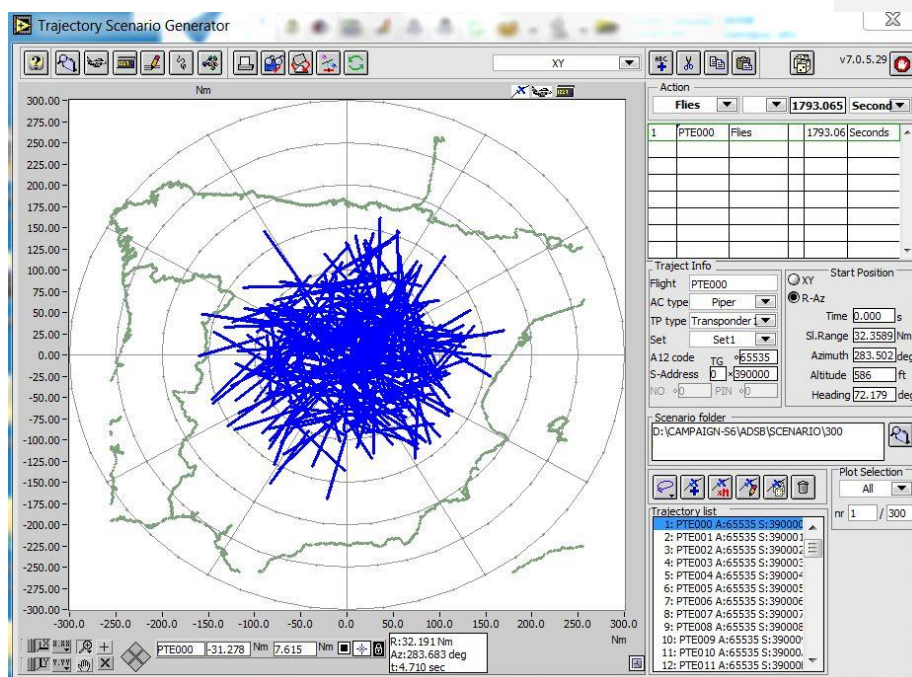 Trajectory Scenario Generator
XY
v7.0.5.29
Nm
300.00
275.00
250.00
225.00
200.00
175.00
150.00
125.00
100.00
75.00
50.00
25.00
0.00
-25.00
-50.00
-75.00
-100.00
-125.00
-150.00
-175.00
-200.00
-225.00
-250.00
-275.00
-300.00
-300.0 -250.0 -200.0 -150.0 -100.0 -50.0 0.0 50.0 100.0 150.0 200.0 250.0 300.0
Nm
PTE000 -31.278 Nm 7.615 Nm
R:32.191 Nm
Az:283.683 deg
t:4.710 sec
Action
Flies 1793.065 Second
1 PTE000 Flies 1793.06 Seconds
Traject Info
Flight PTE000
AC type Piper
TP type Transponder 1
Set Set1
A12 code 65535
TG
S-Address 0 ×390000
NO 0 PIN 0
Start Position
XY
R-Az
Time 0.000 s
Sl.Range 32.3589 Nm
Azimuth 283.502 deg
Altitude 586 ft
Heading 72.179 deg
Scenario folder
D:\CAMPAIGN-S6\ADSB\SCENARIO\300
Plot Selection
All
nr 1 / 300
Trajectory list
1: PTE000 A:65535 S:390000
2: PTE001 A:65535 S:390001
3: PTE002 A:65535 S:390002
4: PTE003 A:65535 S:390003
5: PTE004 A:65535 S:390004
6: PTE005 A:65535 S:390005
7: PTE006 A:65535 S:390006
8: PTE007 A:65535 S:390007
9: PTE008 A:65535 S:390008
10: PTE009 A:65535 S:39000
11: PTE010 A:65535 S:39000
12: PTE011 A:65535 S:39000